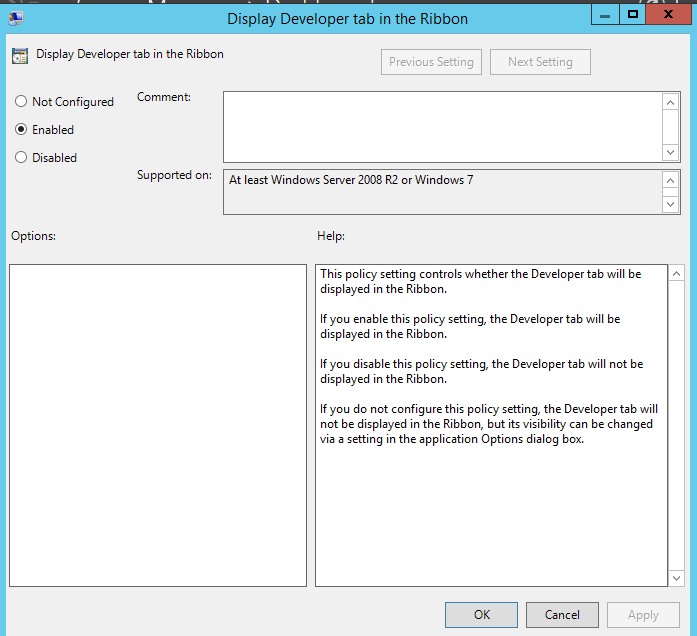 Display Developer tab in the Ribbon
Display Developer tab in the Ribbon
Previous Setting
Next Setting
Not Configured
Enabled
Disabled
Comment:
Supported on:
At least Windows Server 2008 R2 or Windows 7
Options:
Help:
This policy setting controls whether the Developer tab will be
displayed in the Ribbon.
If you enable this policy setting, the Developer tab will be
displayed in the Ribbon.
If you disable this policy setting, the Developer tab will not be
displayed in the Ribbon.
If you do not configure this policy setting, the Developer tab will
not be displayed in the Ribbon, but its visibility can be changed
via a setting in the application Options dialog box.
OK
Cancel
Apply